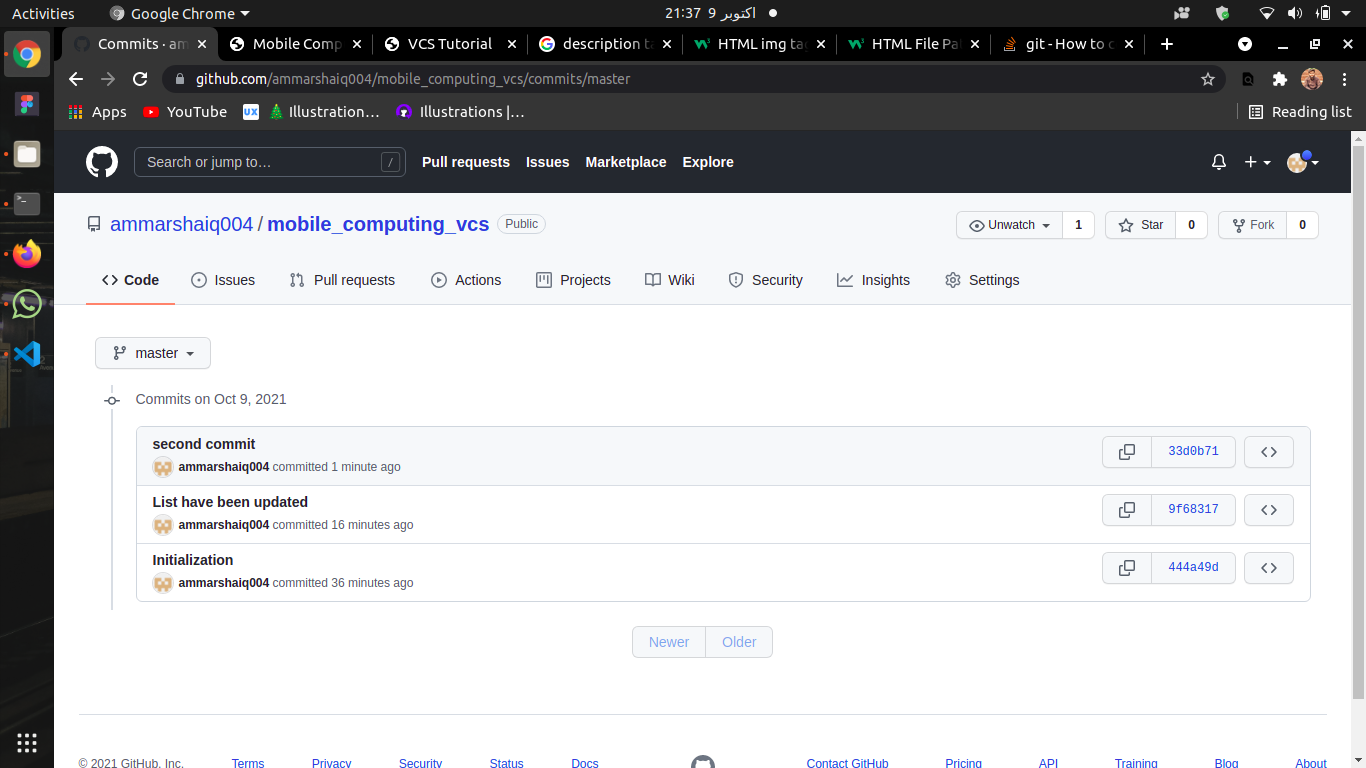 Activities Google Chrome 21:37 9 اکتوبر
Commits · am Mobile Comp VCS Tutorial description ta HTML img tag HTML File Pat git - How to c
github.com/ammarshaiq004/mobile_computing_vcs/commits/master
Apps YouTube UX Illustration… Illustrations |… Reading list
Search or jump to… / Pull requests Issues Marketplace Explore
ammarshaiq004 / mobile_computing_vcs Public Unwatch 1 Star 0 Fork 0
Code Issues Pull requests Actions Projects Wiki Security Insights Settings
master
Commits on Oct 9, 2021
second commit
ammarshaiq004 committed 1 minute ago 33d0b71
List have been updated
ammarshaiq004 committed 16 minutes ago 9f68317
Initialization
ammarshaiq004 committed 36 minutes ago 444a49d
Newer Older
© 2021 GitHub, Inc. Terms Privacy Security Status Docs Contact GitHub Pricing API Training Blog About